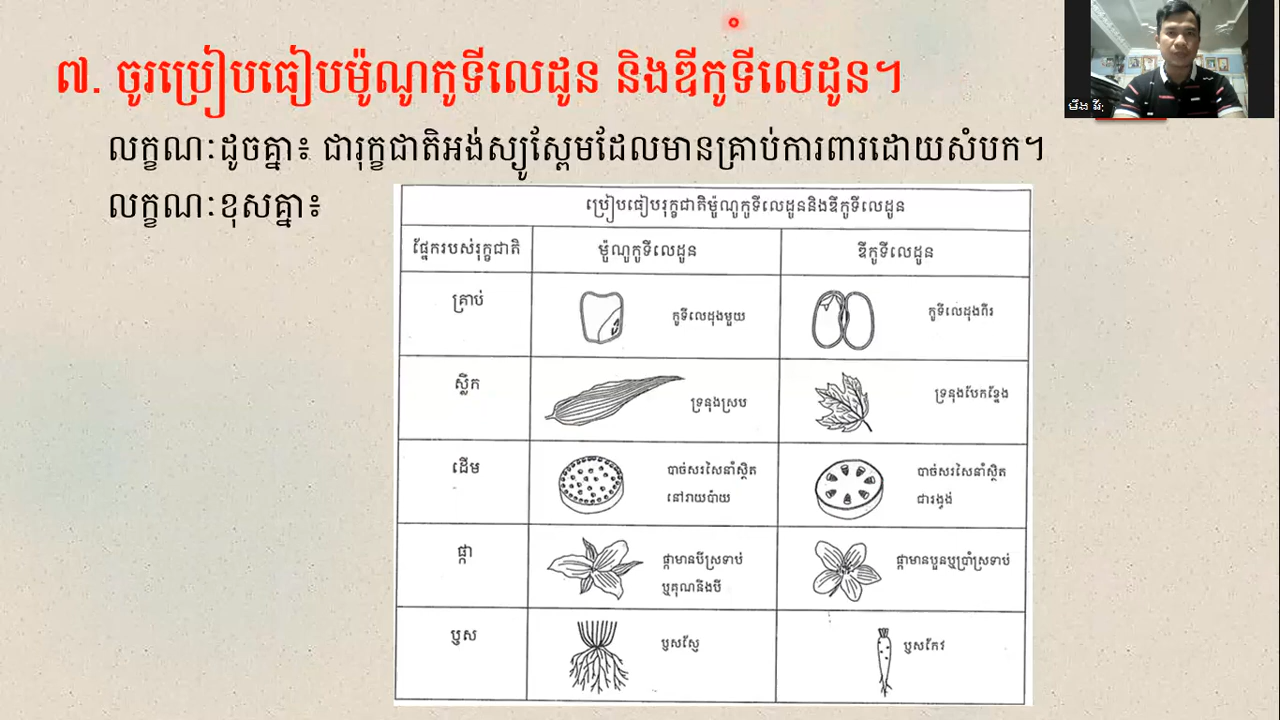 ៧. ចូរប្រៀបធៀបម៉ូណូកូទីលេដូន និងឌីកូទីលេដូន។
លក្ខណៈដូចគ្នា៖ ជារុក្ខជាតិអង់ស្យូស្ពែមដែលមានគ្រាប់ការពារដោយសំបក។
លក្ខណៈខុសគ្នា៖
ប្រៀបធៀបរុក្ខជាតិម៉ូណូកូទីលេដូននិងឌីកូទីលេដូន
ផ្នែករបស់រុក្ខជាតិ ម៉ូណូកូទីលេដូន ឌីកូទីលេដូន
គ្រាប់ កូទីលេដុងមួយ កូទីលេដុងពីរ
ស្លឹក ទ្រនុងស្រប ទ្រនុងបែកខ្នែង
ដើម បាច់សរសៃនាំស្ថិត បាច់សរសៃនាំស្ថិត
នៅរាយប៉ាយ ជារង្វង់
ផ្កា ផ្កាមានបីស្រទាប់ ផ្កាមានបួនឬប្រាំស្រទាប់
ឬគុណនឹងបី
ឫស ឫសស្ញែ ឫសកែវ